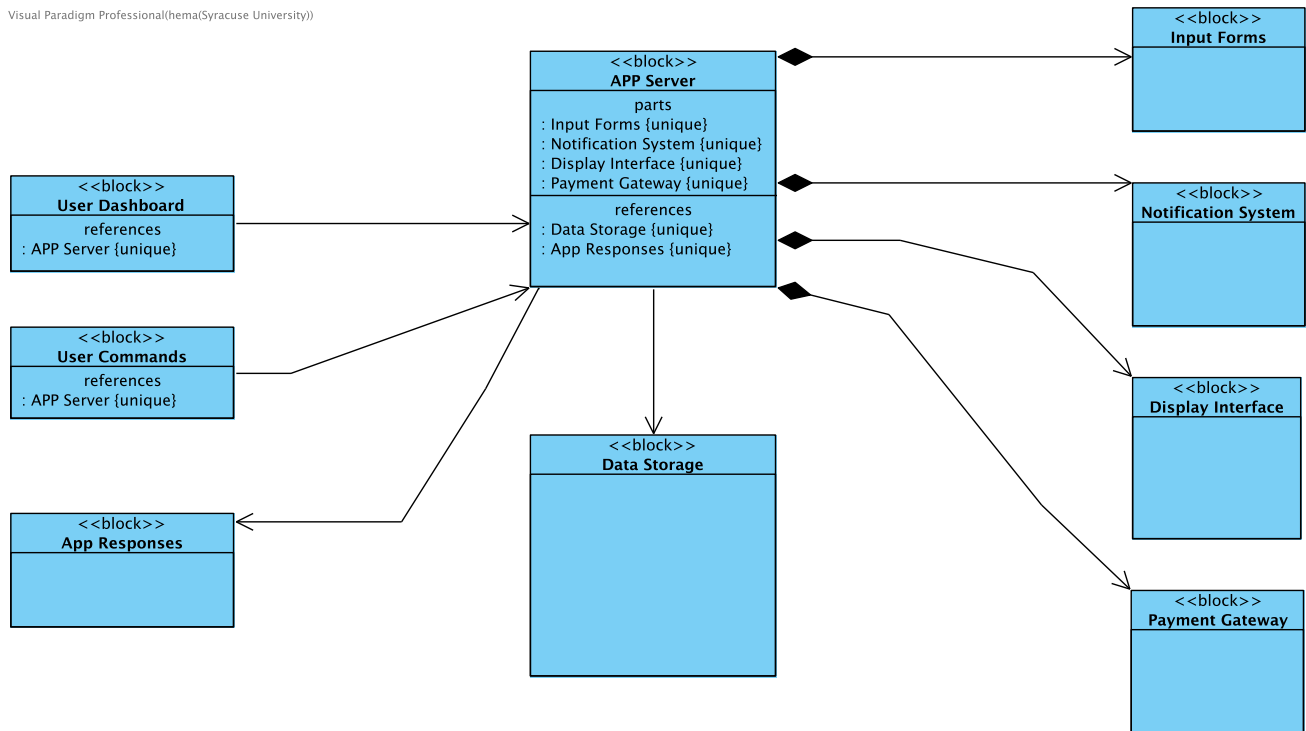 Visual Paradigm Professional(hema(Syracuse University))
<<block>>
APP Server
parts
: Input Forms {unique}
: Notification System {unique}
: Display Interface {unique}
: Payment Gateway {unique}
references
: Data Storage {unique}
: App Responses {unique}
<<block>>
Input Forms
<<block>>
Notification System
<<block>>
User Dashboard
references
: APP Server {unique}
<<block>>
User Commands
references
: APP Server {unique}
<<block>>
Display Interface
<<block>>
Data Storage
<<block>>
App Responses
<<block>>
Payment Gateway